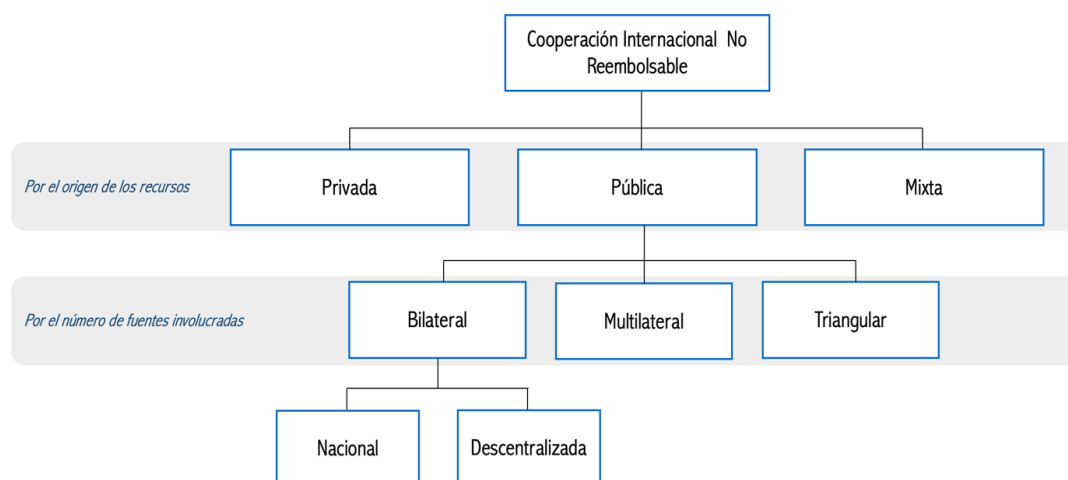 Cooperación Internacional No
Reembolsable
Por el origen de los recursos
Privada
Pública
Mixta
Por el número de fuentes involucradas
Bilateral
Multilateral
Triangular
Nacional
Descentralizada